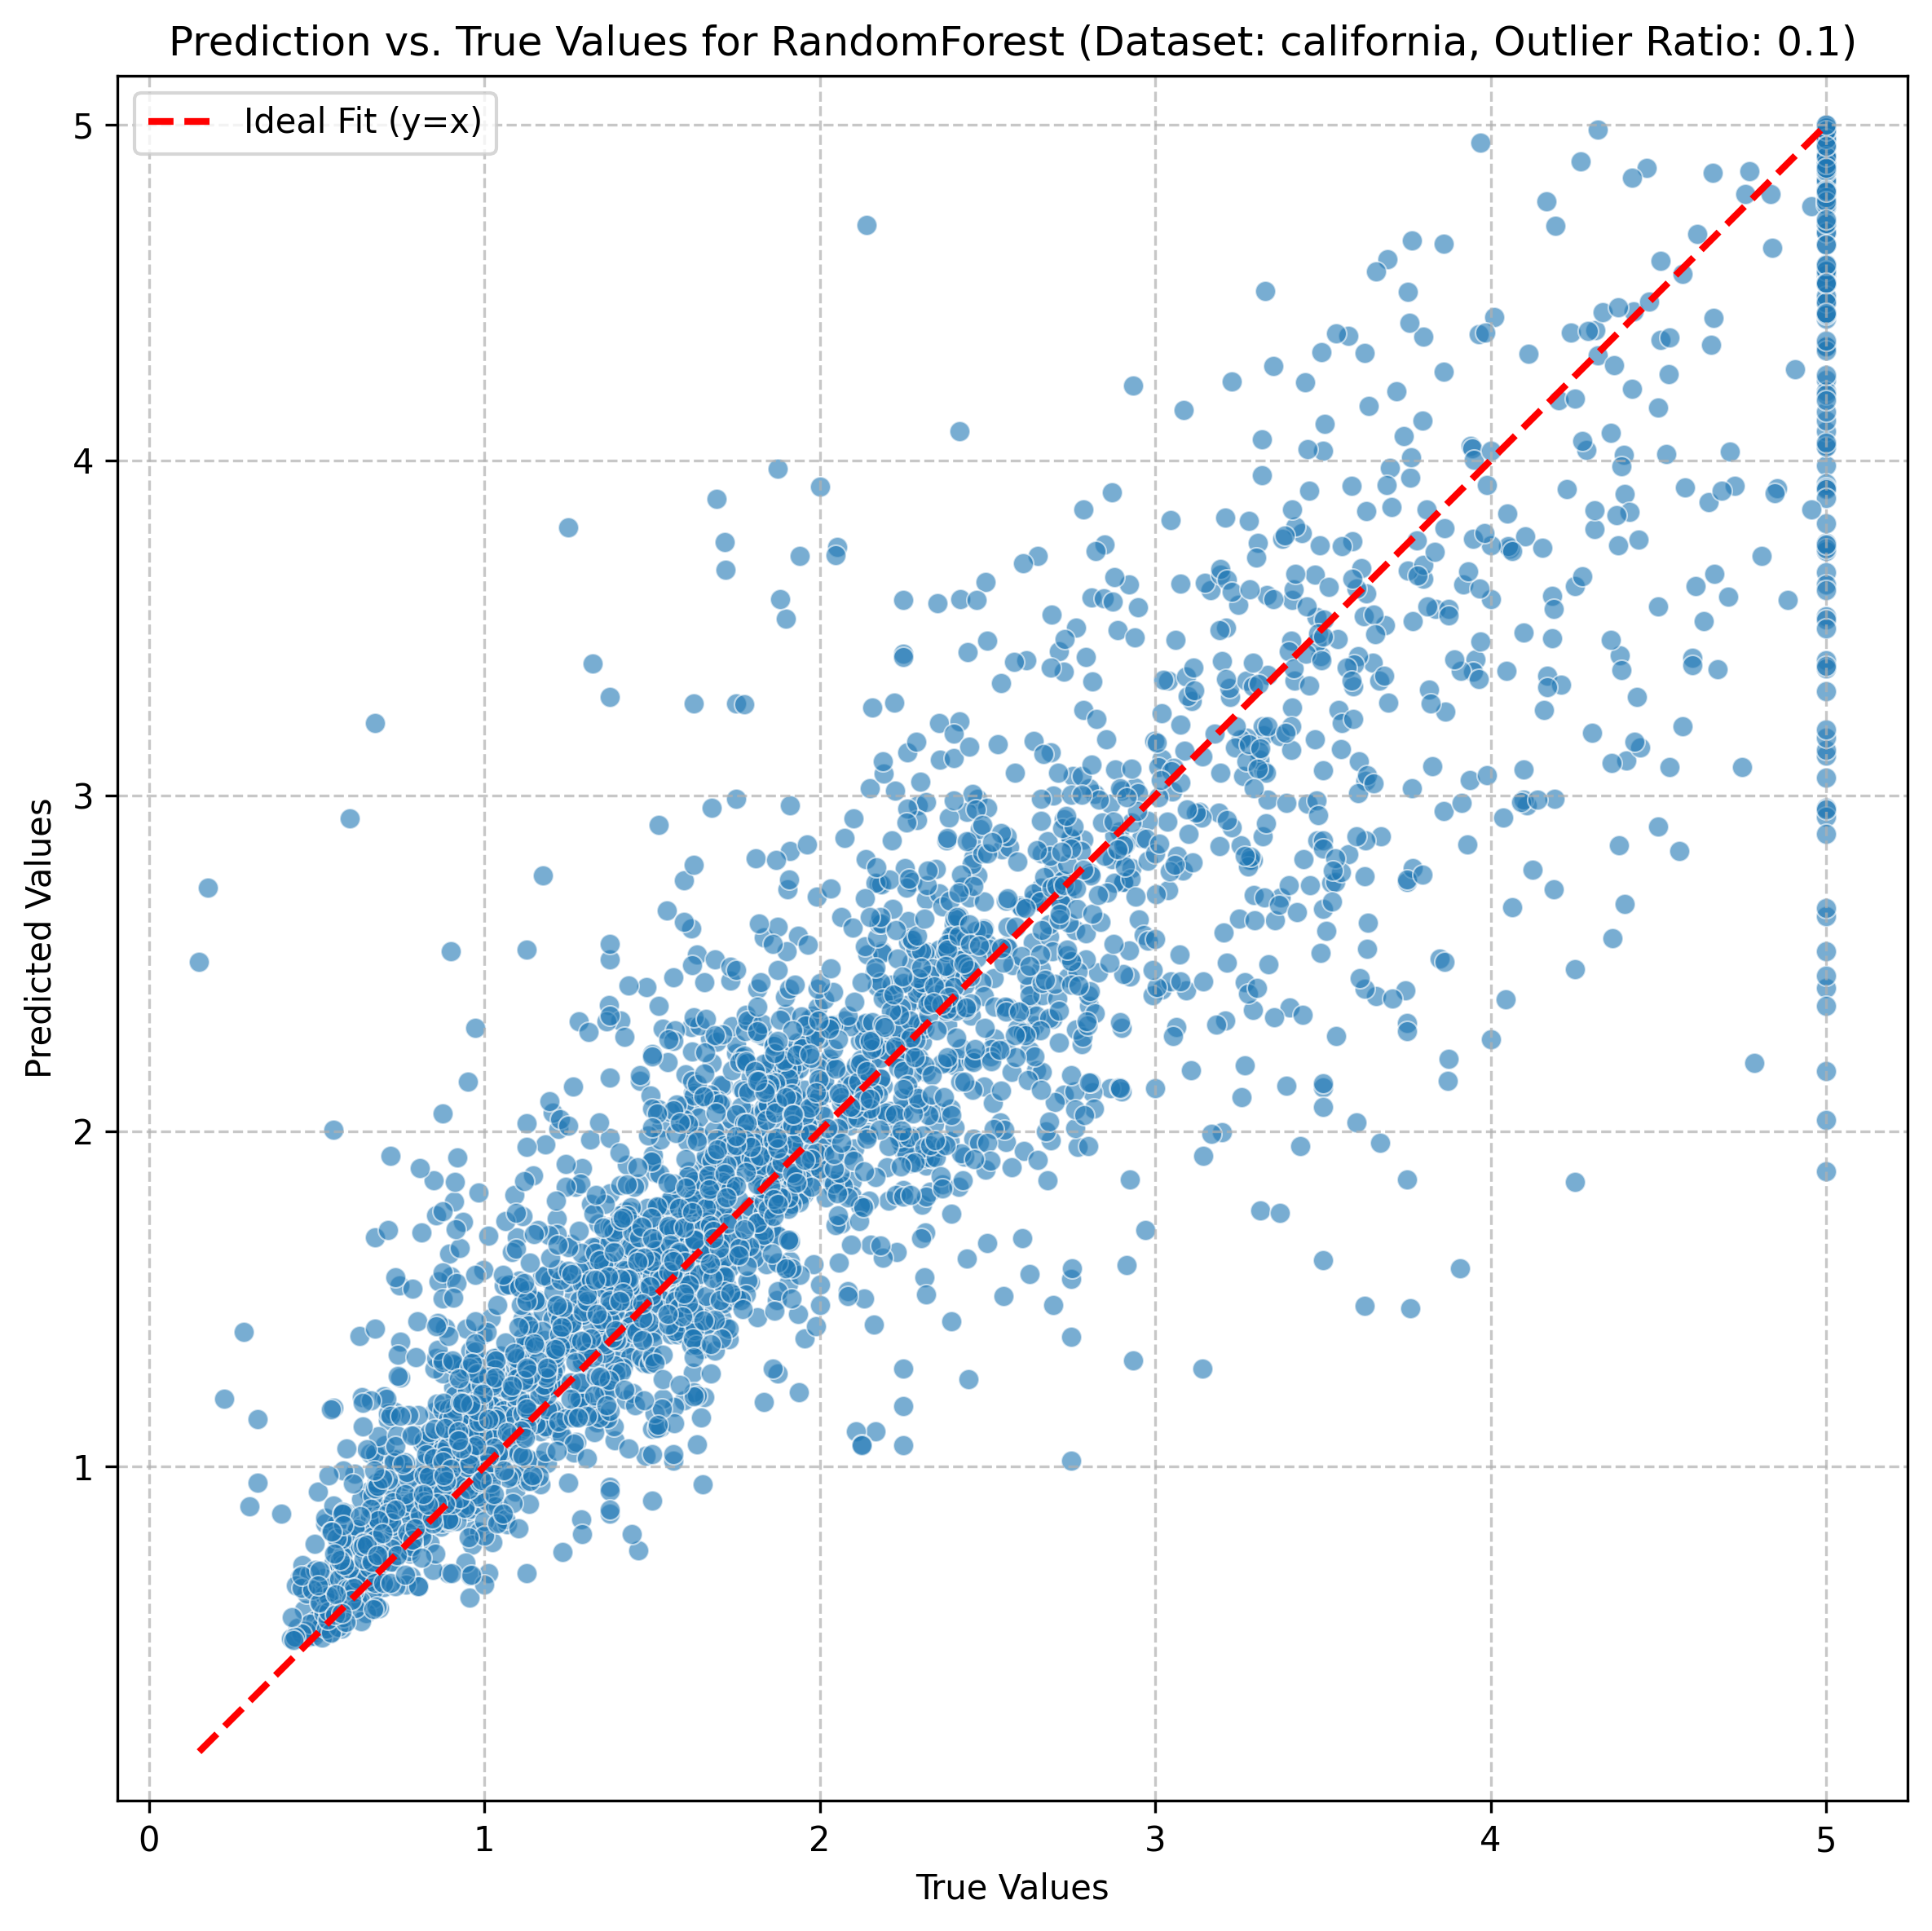 Prediction vs. True Values for RandomForest (Dataset: california, Outlier Ratio: 0.1)
Ideal Fit (y=x)
5
4
3
2
1
Predicted Values
0 1 2 3 4 5
True Values